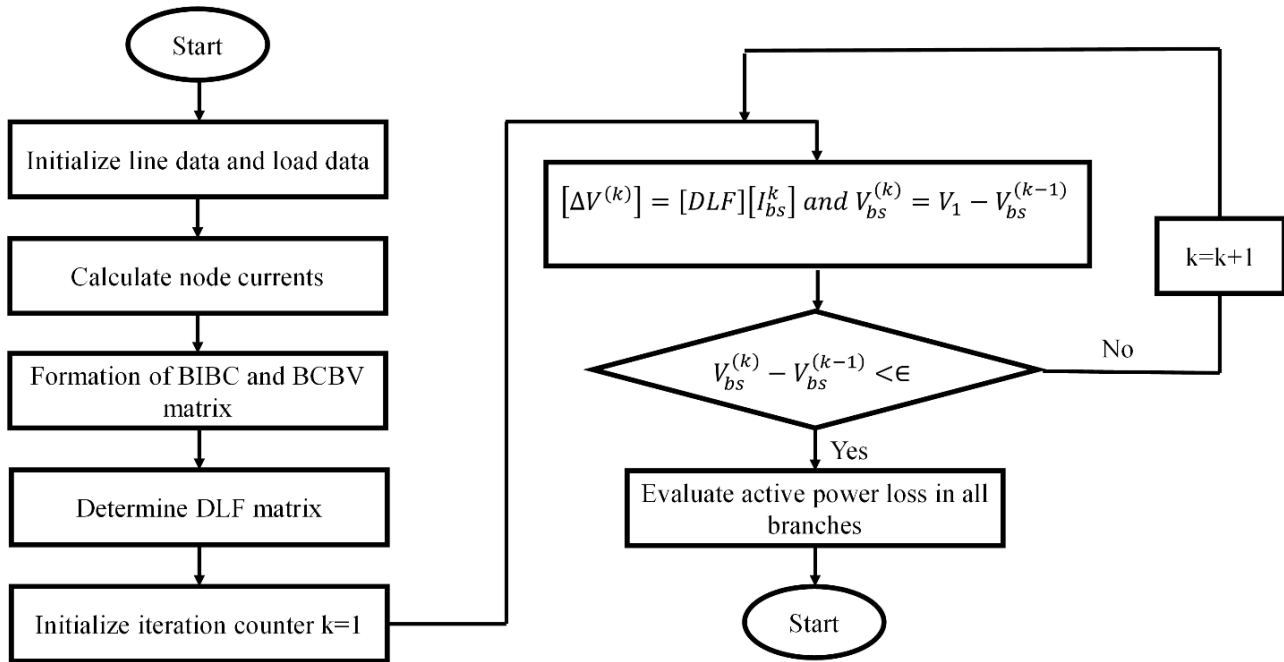 Start
Initialize line data and load data
Calculate node currents
Formation of BIBC and BCBV
matrix
Determine DLF matrix
Initialize iteration counter k=1
[ΔV^(k)] = [DLF][I_bs^k] and V_bs^(k) = V_1 − V_bs^(k−1)
V_bs^(k) − V_bs^(k−1) <∈
No
k=k+1
Yes
Evaluate active power loss in all
branches
Start